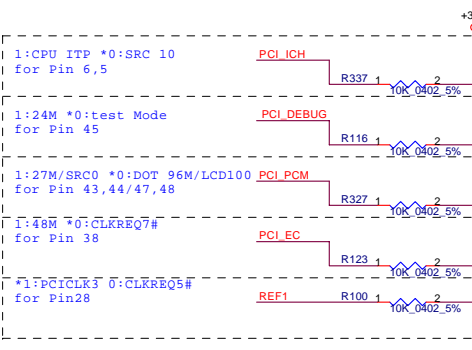 +3
1:CPU ITP *0:SRC 10
for Pin 6,5
PCI_ICH
R337 1 2
10K_0402_5%
1:24M *0:test Mode
for Pin 45
PCI_DEBUG
R116 1 2
10K_0402_5%
1:27M/SRC0 *0:DOT 96M/LCD100
for Pin 43,44/47,48
PCI_PCM
R327 1 2
10K_0402_5%
1:48M *0:CLKREQ7#
for Pin 38
PCI_EC
R123 1 2
10K_0402_5%
*1:PCICLK3 0:CLKREQ5#
for Pin28
REF1
R100 1 2
10K_0402_5%